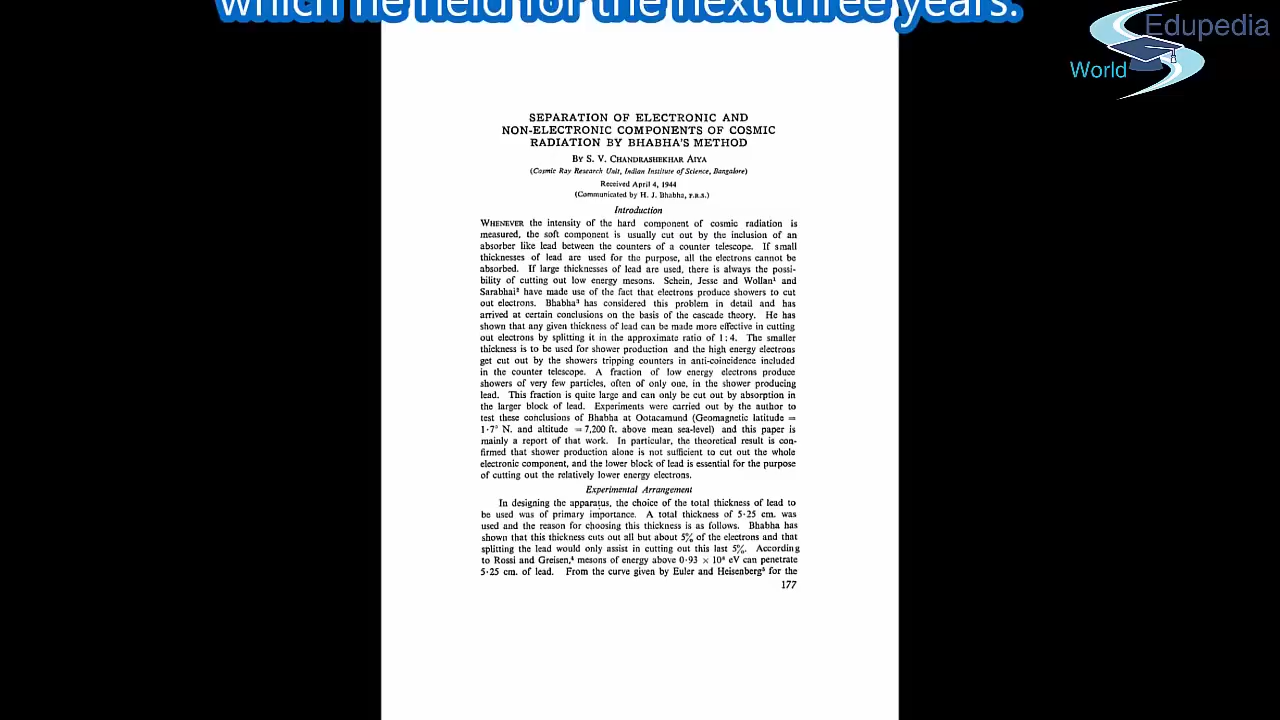 which he held for the next three years.
Edupedia
World
SEPARATION OF ELECTRONIC AND
NON-ELECTRONIC COMPONENTS OF COSMIC
RADIATION BY BHABHA'S METHOD
BY S. V. CHANDRASHEKHAR AIYA
(Cosmic Ray Research Unit, Indian Institute of Science, Bangalore)
Received April 4, 1944
(Communicated by H. J. Bhabha, F.R.S.)
Introduction
WHENEVER the intensity of the hard component of cosmic radiation is
measured, the soft component is usually cut out by the inclusion of an
absorber like lead between the counters of a counter telescope. If small
thicknesses of lead are used for the purpose, all the electrons cannot be
absorbed. If large thicknesses of lead are used, there is always the possi-
bility of cutting out low energy mesons. Schein, Jesse and Wollan¹ and
Sarabhai² have made use of the fact that electrons produce showers to cut
out electrons. Bhabha³ has considered this problem in detail and has
arrived at certain conclusions on the basis of the cascade theory. He has
shown that any given thickness of lead can be made more effective in cutting
out electrons by splitting it in the approximate ratio of 1 : 4. The smaller
thickness is to be used for shower production and the high energy electrons
get cut out by the showers tripping counters in anti-coincidence included
in the counter telescope. A fraction of low energy electrons produce
showers of very few particles, often of only one, in the shower producing
lead. This fraction is quite large and can only be cut out by absorption in
the larger block of lead. Experiments were carried out by the author to
test these conclusions of Bhabha at Ootacamund (Geomagnetic latitude =
1·7° N. and altitude = 7,200 ft. above mean sea-level) and this paper is
mainly a report of that work. In particular, the theoretical result is con-
firmed that shower production alone is not sufficient to cut out the whole
electronic component, and the lower block of lead is essential for the purpose
of cutting out the relatively lower energy electrons.
Experimental Arrangement
In designing the apparatus, the choice of the total thickness of lead to
be used was of primary importance. A total thickness of 5·25 cm. was
used and the reason for choosing this thickness is as follows. Bhabha has
shown that this thickness cuts out all but about 5% of the electrons and that
splitting the lead would only assist in cutting out this last 5%. According
to Rossi and Greisen,⁴ mesons of energy above 0·93 × 10⁸ eV can penetrate
5·25 cm. of lead. From the curve given by Euler and Heisenberg⁵ for the
177